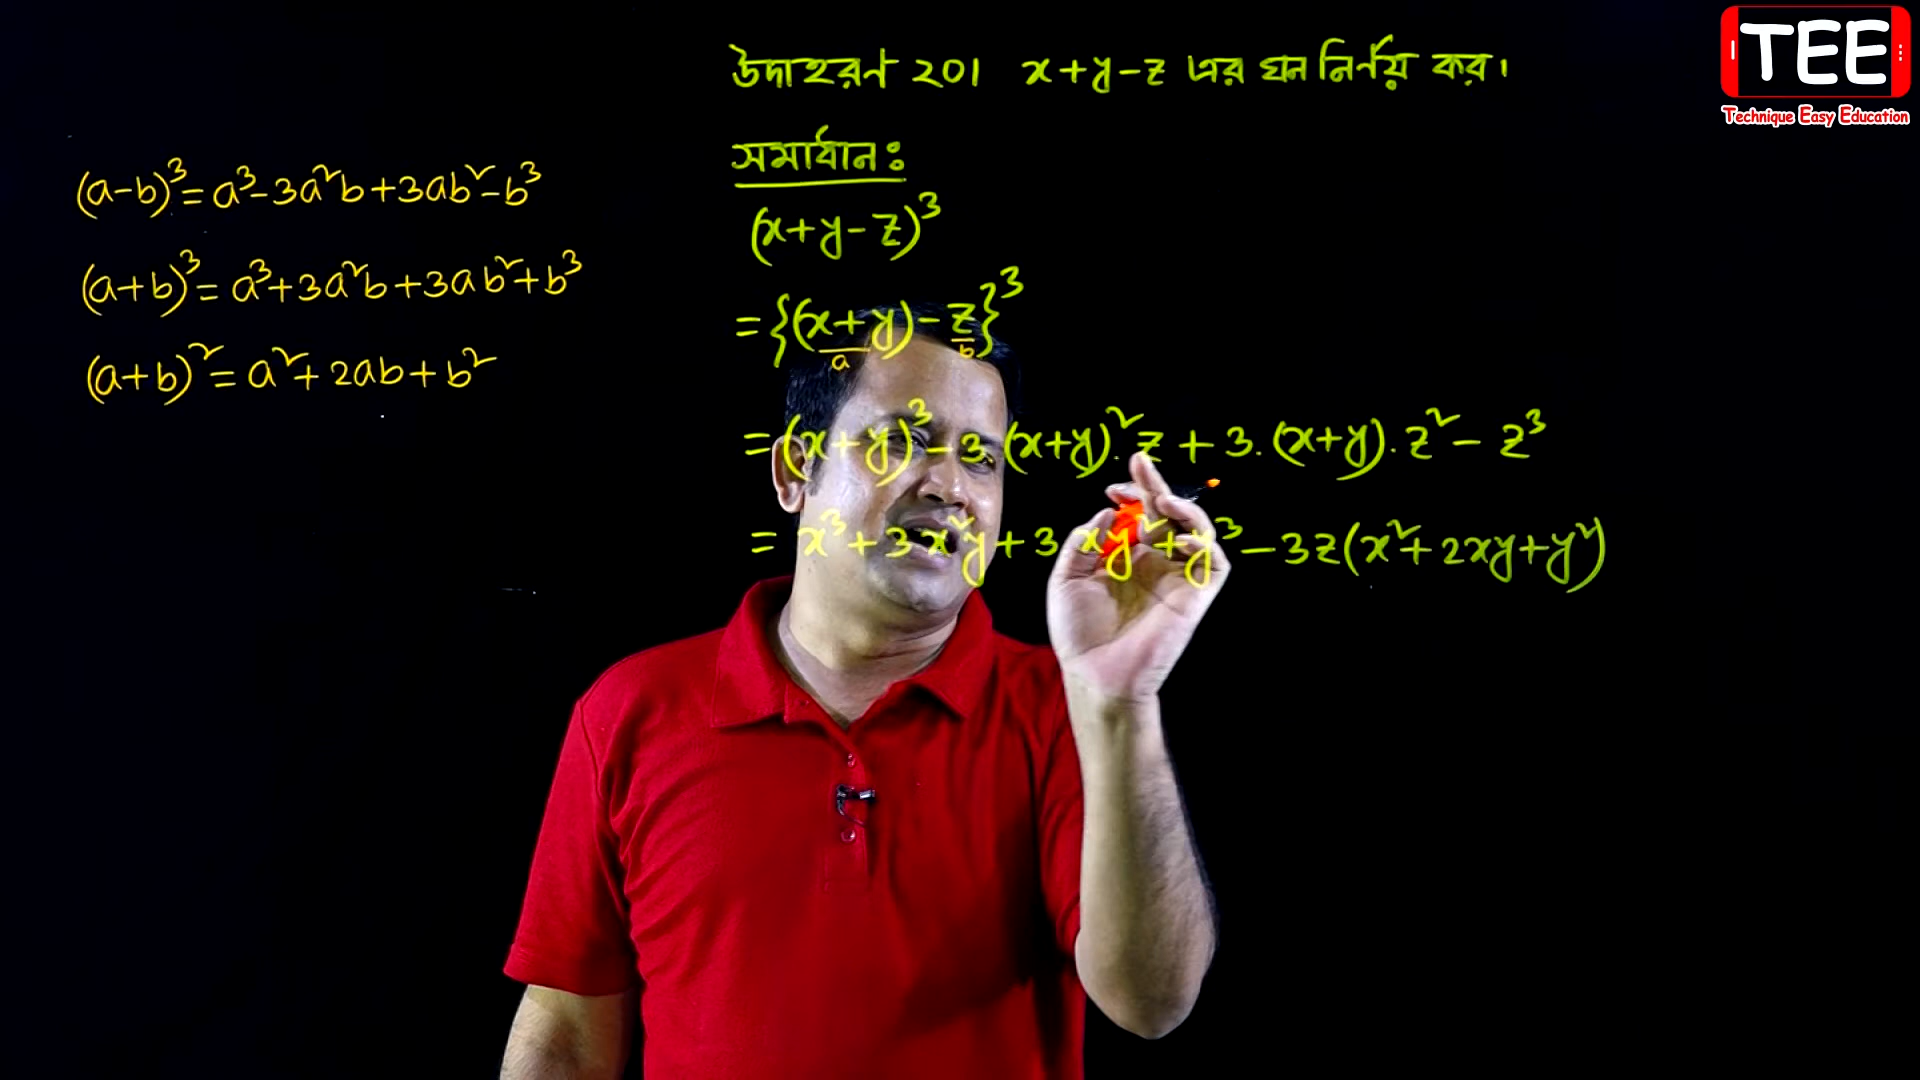 TEE
Technique Easy Education
উদাহরণ ২০। x+y-z এর ঘন নির্ণয় কর।
সমাধান:
(x+y-z)³
={(x+y)-z}³
a b
=(x+y)³-3.(x+y)².z+3.(x+y).z²-z³
= x³+3x²y+3xy²+y³-3z(x²+2xy+y²)
(a-b)³=a³-3a²b+3ab²-b³
(a+b)³=a³+3a²b+3ab²+b³
(a+b)²=a²+2ab+b²